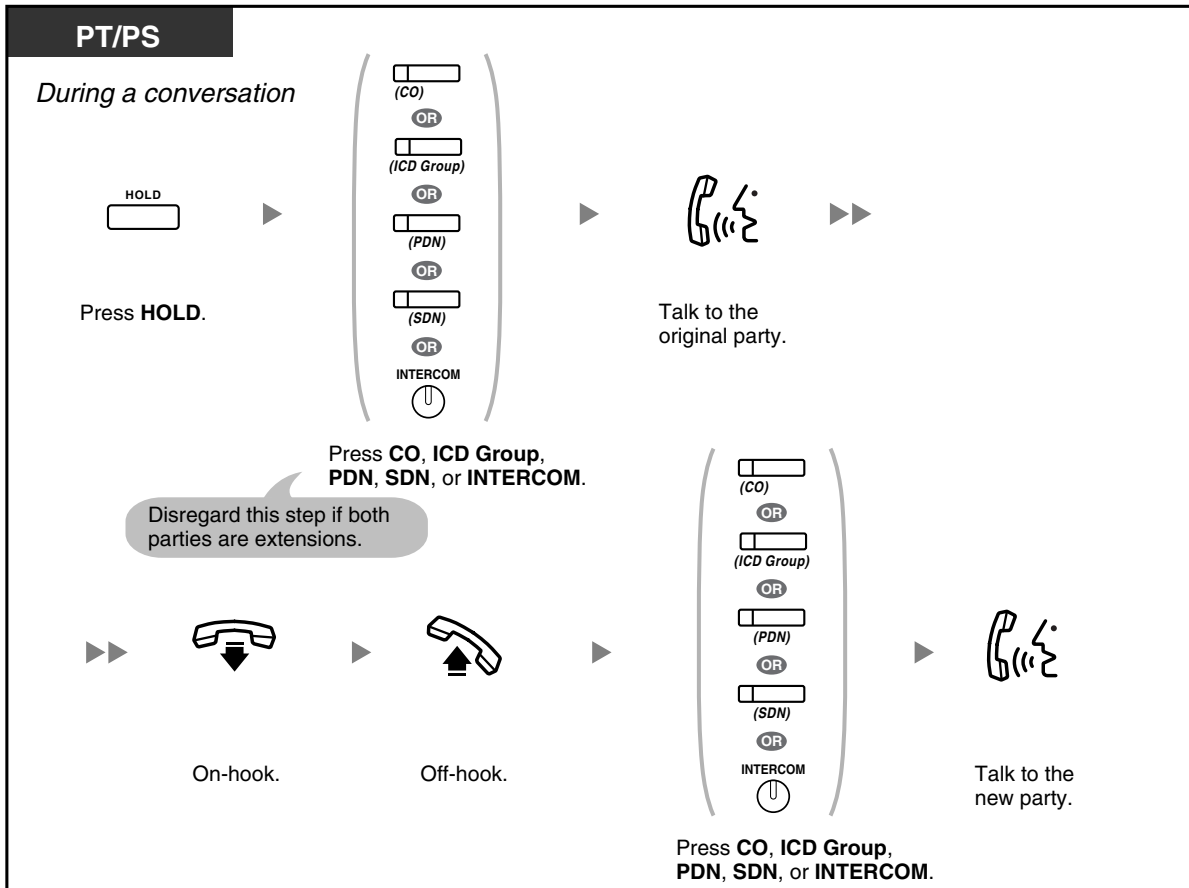 PT/PS
During a conversation
(CO)
OR
(ICD Group)
OR
(PDN)
OR
(SDN)
OR
INTERCOM
HOLD
Press HOLD.
Press CO, ICD Group,
PDN, SDN, or INTERCOM.
Disregard this step if both
parties are extensions.
Talk to the
original party.
On-hook.
Off-hook.
(CO)
OR
(ICD Group)
OR
(PDN)
OR
(SDN)
OR
INTERCOM
Press CO, ICD Group,
PDN, SDN, or INTERCOM.
Talk to the
new party.